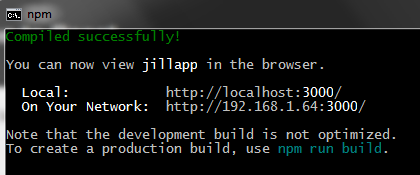 npm
Compiled successfully!
You can now view jillapp in the browser.
Local: http://localhost:3000/
On Your Network: http://192.168.1.64:3000/
Note that the development build is not optimized.
To create a production build, use npm run build.